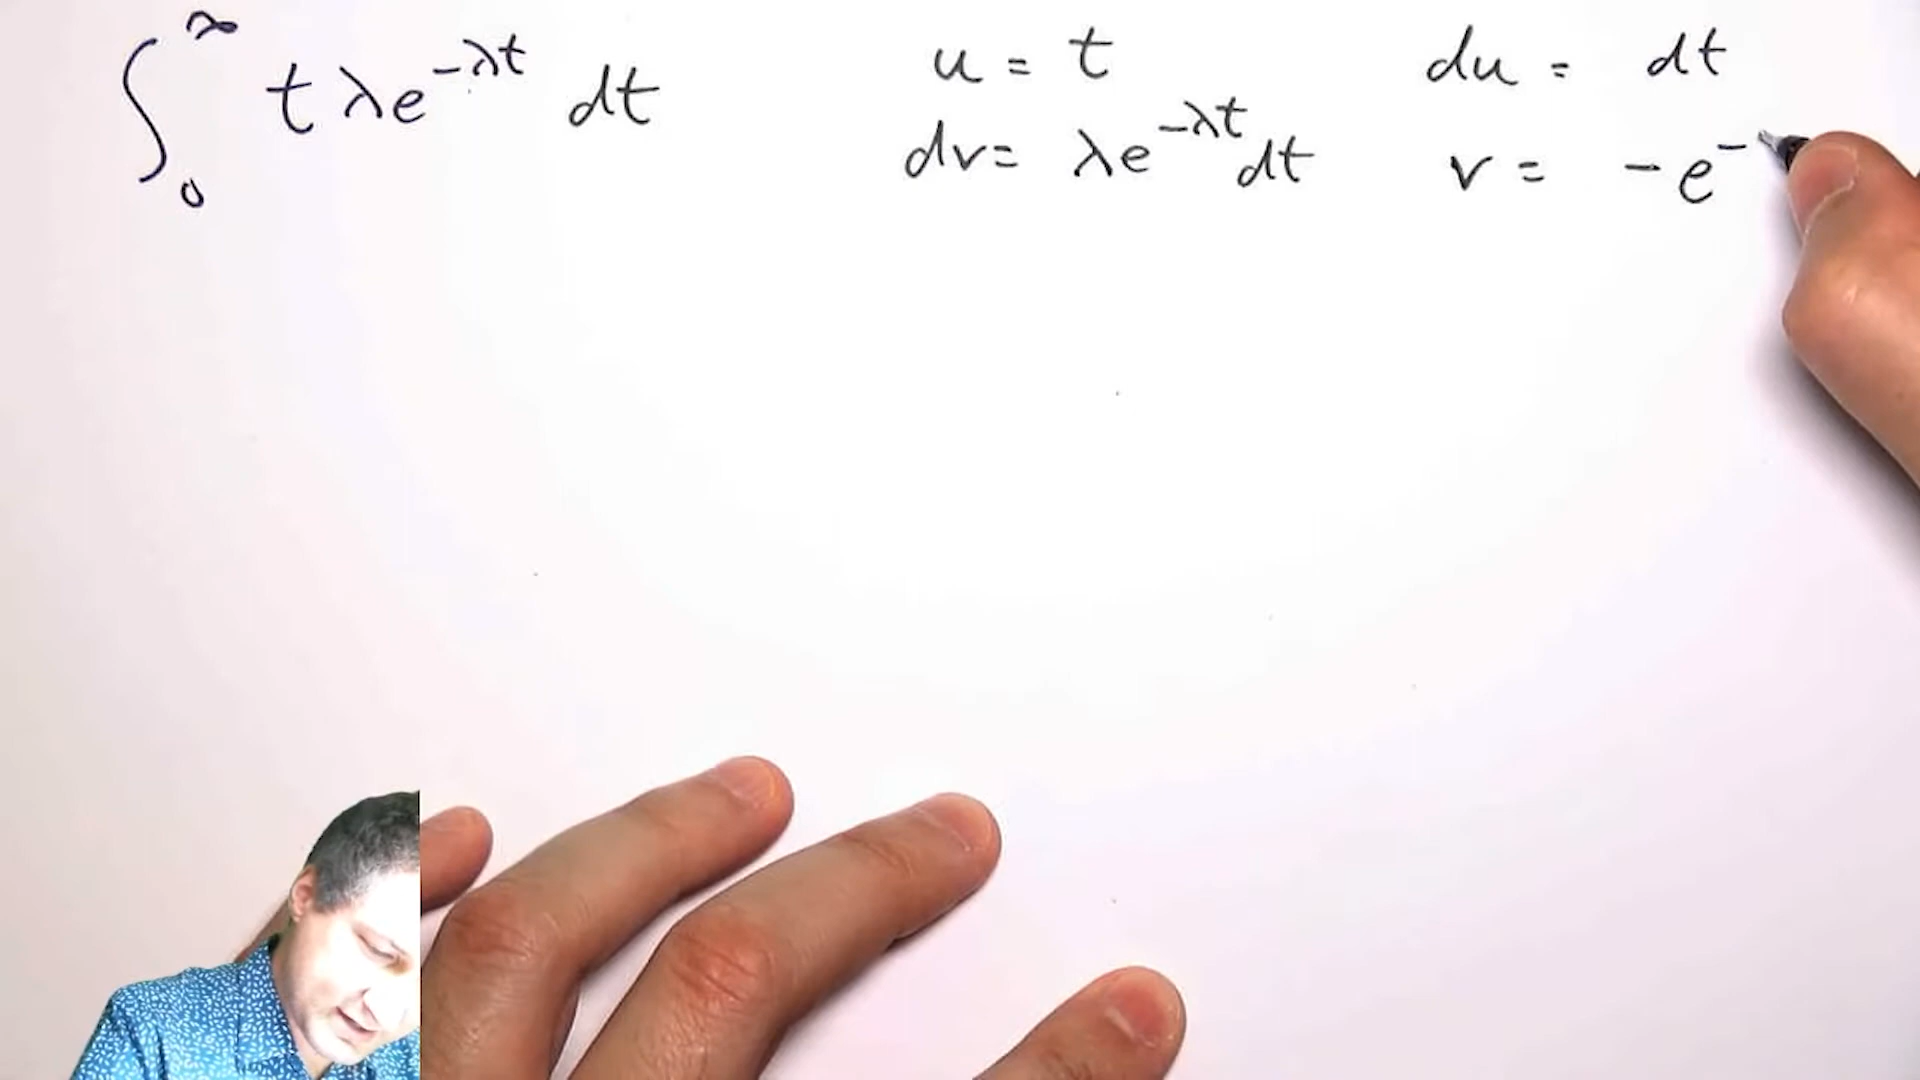 ∫₀^∞ tλe^{-λt} dt
u = t
du = dt
dv = λe^{-λt}dt
v = -e^-